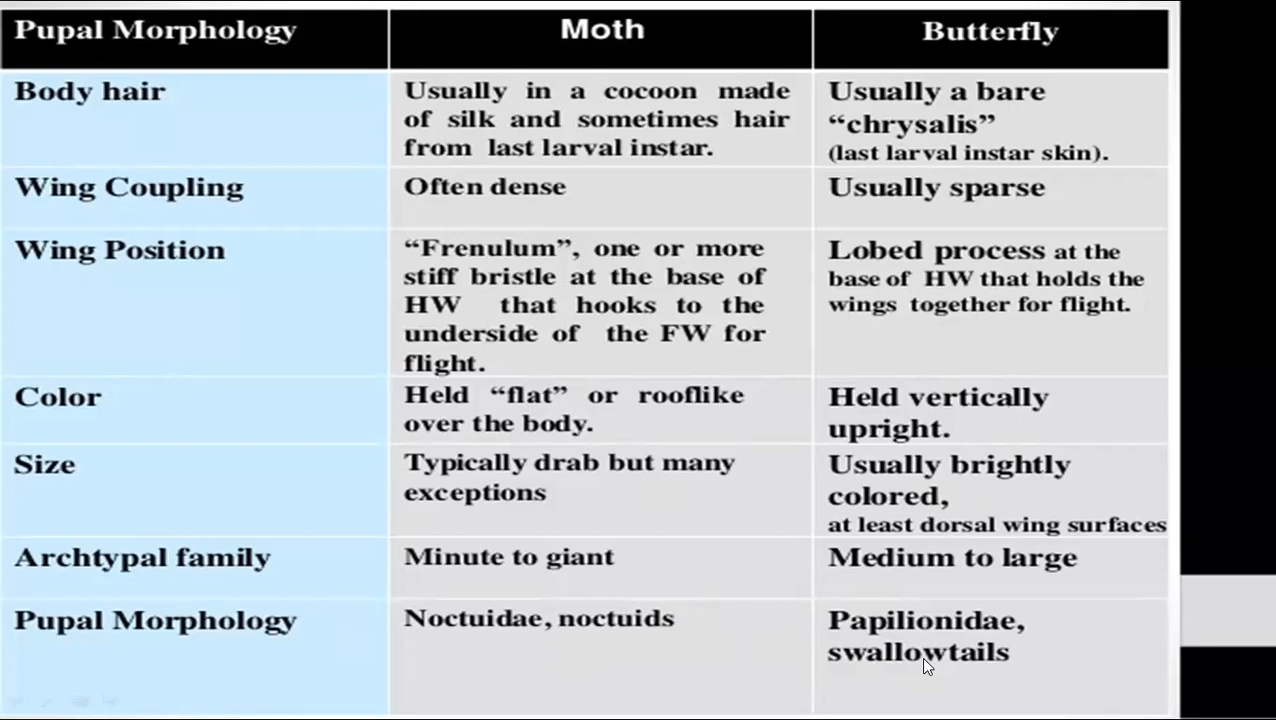 Pupal Morphology Moth Butterfly
Body hair
Usually in a cocoon made
of silk and sometimes hair
from last larval instar.
Usually a bare
“chrysalis”
(last larval instar skin).
Wing Coupling
Often dense
Usually sparse
Wing Position
“Frenulum”, one or more
stiff bristle at the base of
HW that hooks to the
underside of the FW for
flight.
Lobed process at the
base of HW that holds the
wings together for flight.
Color
Held “flat” or rooflike
over the body.
Held vertically
upright.
Size
Typically drab but many
exceptions
Usually brightly
colored,
at least dorsal wing surfaces
Archtypal family
Minute to giant
Medium to large
Pupal Morphology
Noctuidae, noctuids
Papilionidae,
swallowtails